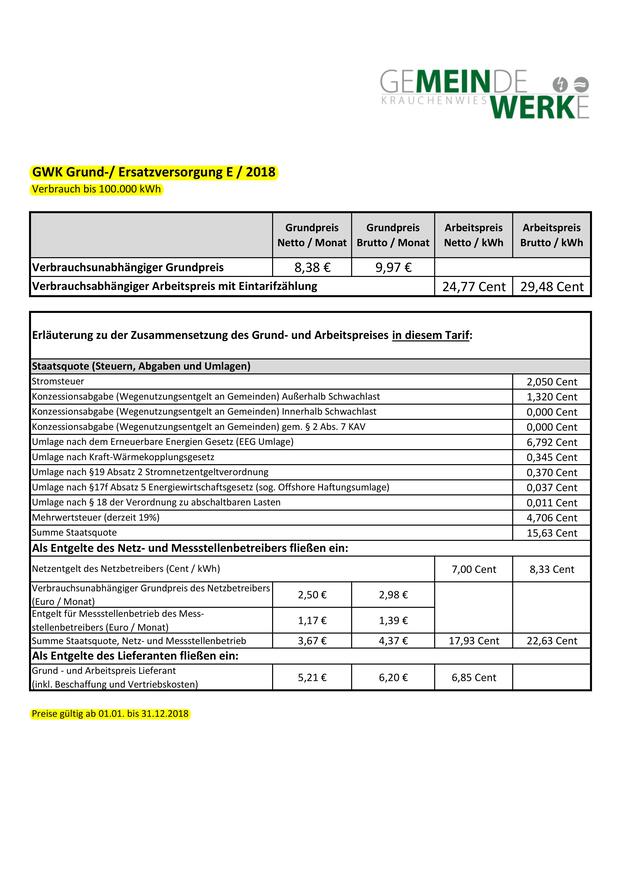 GEMEINDE
KRAUCHENWIES WERKE
GWK Grund-/ Ersatzversorgung E / 2018
Verbrauch bis 100.000 kWh
Grundpreis Grundpreis Arbeitspreis Arbeitspreis
Netto / Monat Brutto / Monat Netto / kWh Brutto / kWh
Verbrauchsunabhängiger Grundpreis 8,38 € 9,97 €
Verbrauchsabhängiger Arbeitspreis mit Eintarifzählung 24,77 Cent 29,48 Cent
Erläuterung zu der Zusammensetzung des Grund- und Arbeitspreises in diesem Tarif:
Staatsquote (Steuern, Abgaben und Umlagen)
Stromsteuer 2,050 Cent
Konzessionsabgabe (Wegenutzungsentgelt an Gemeinden) Außerhalb Schwachlast 1,320 Cent
Konzessionsabgabe (Wegenutzungsentgelt an Gemeinden) Innerhalb Schwachlast 0,000 Cent
Konzessionsabgabe (Wegenutzungsentgelt an Gemeinden) gem. § 2 Abs. 7 KAV 0,000 Cent
Umlage nach dem Erneuerbare Energien Gesetz (EEG Umlage) 6,792 Cent
Umlage nach Kraft-Wärmekopplungsgesetz 0,345 Cent
Umlage nach §19 Absatz 2 Stromnetzentgeltverordnung 0,370 Cent
Umlage nach §17f Absatz 5 Energiewirtschaftsgesetz (sog. Offshore Haftungsumlage) 0,037 Cent
Umlage nach § 18 der Verordnung zu abschaltbaren Lasten 0,011 Cent
Mehrwertsteuer (derzeit 19%) 4,706 Cent
Summe Staatsquote 15,63 Cent
Als Entgelte des Netz- und Messstellenbetreibers fließen ein:
Netzentgelt des Netzbetreibers (Cent / kWh) 7,00 Cent 8,33 Cent
Verbrauchsunabhängiger Grundpreis des Netzbetreibers
(Euro / Monat) 2,50 € 2,98 €
Entgelt für Messstellenbetrieb des Mess-
stellenbetreibers (Euro / Monat) 1,17 € 1,39 €
Summe Staatsquote, Netz- und Messstellenbetrieb 3,67 € 4,37 € 17,93 Cent 22,63 Cent
Als Entgelte des Lieferanten fließen ein:
Grund - und Arbeitspreis Lieferant
(inkl. Beschaffung und Vertriebskosten) 5,21 € 6,20 € 6,85 Cent
Preise gültig ab 01.01. bis 31.12.2018